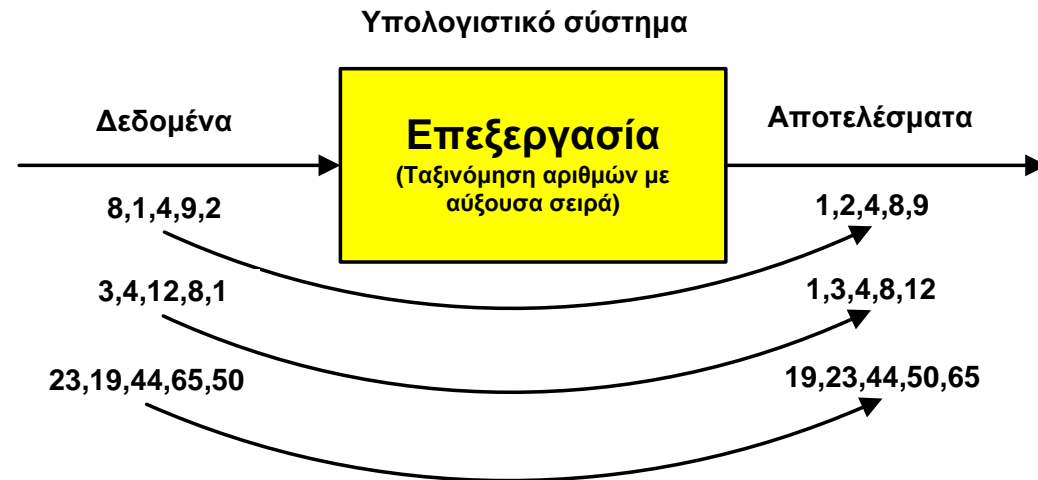 Υπολογιστικό σύστημα
Δεδομένα
Επεξεργασία
(Ταξινόμηση αριθμών με
αύξουσα σειρά)
Αποτελέσματα
8,1,4,9,2
1,2,4,8,9
3,4,12,8,1
1,3,4,8,12
23,19,44,65,50
19,23,44,50,65